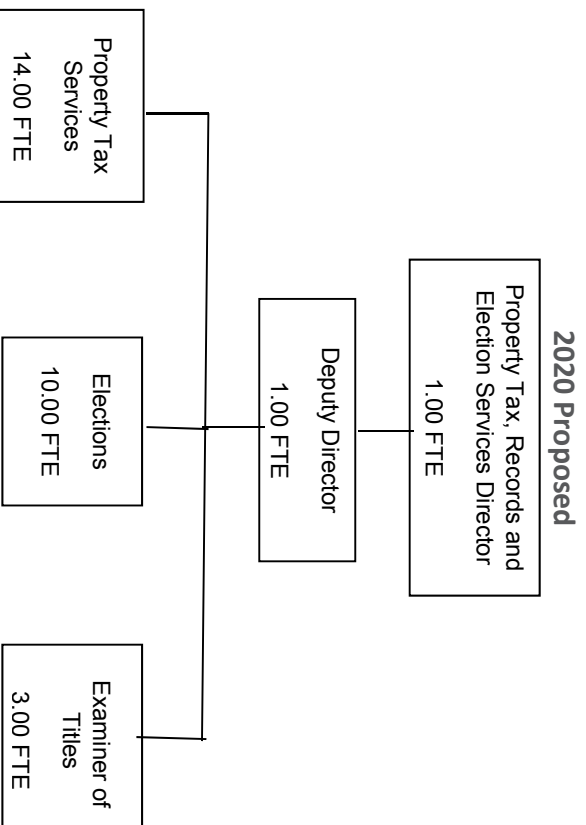 2020 Proposed
Property Tax, Records and
Election Services Director
1.00 FTE
Deputy Director
1.00 FTE
Property Tax
Services
14.00 FTE
Elections
10.00 FTE
Examiner of
Titles
3.00 FTE